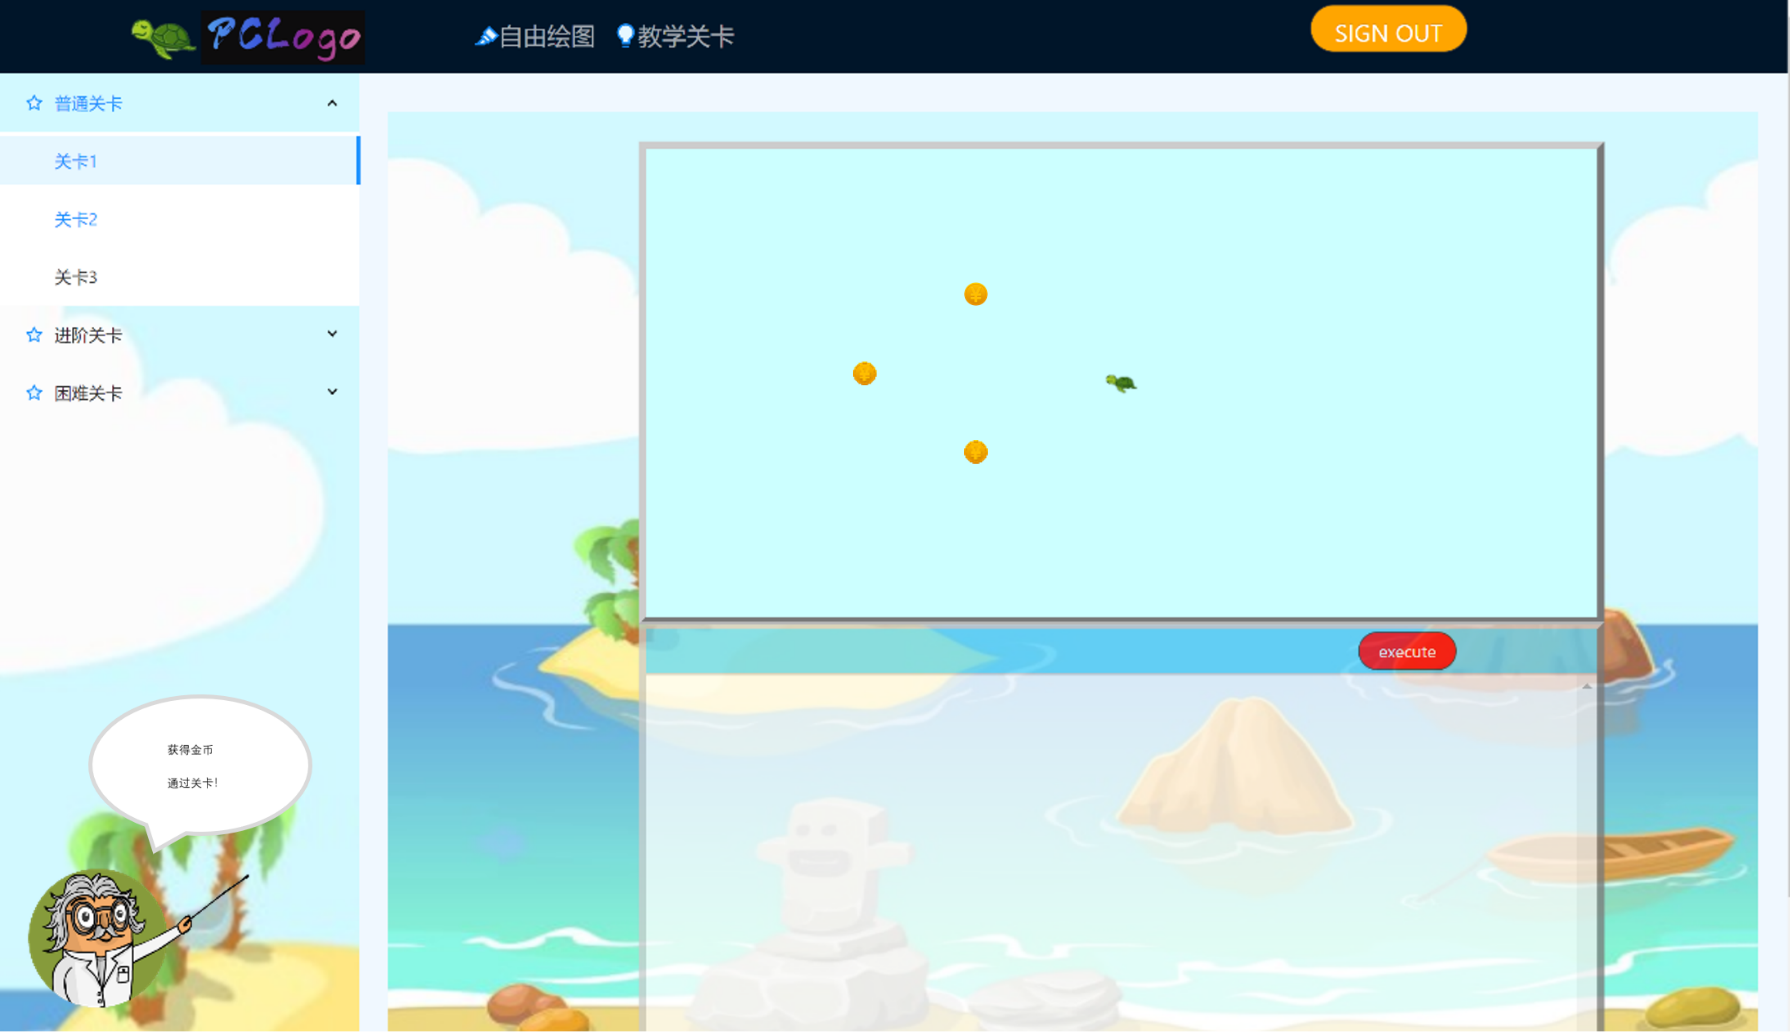 PCLogo
自由绘图
教学关卡
SIGN OUT
普通关卡
关卡1
关卡2
关卡3
进阶关卡
困难关卡
获得金币
通过关卡!
execute